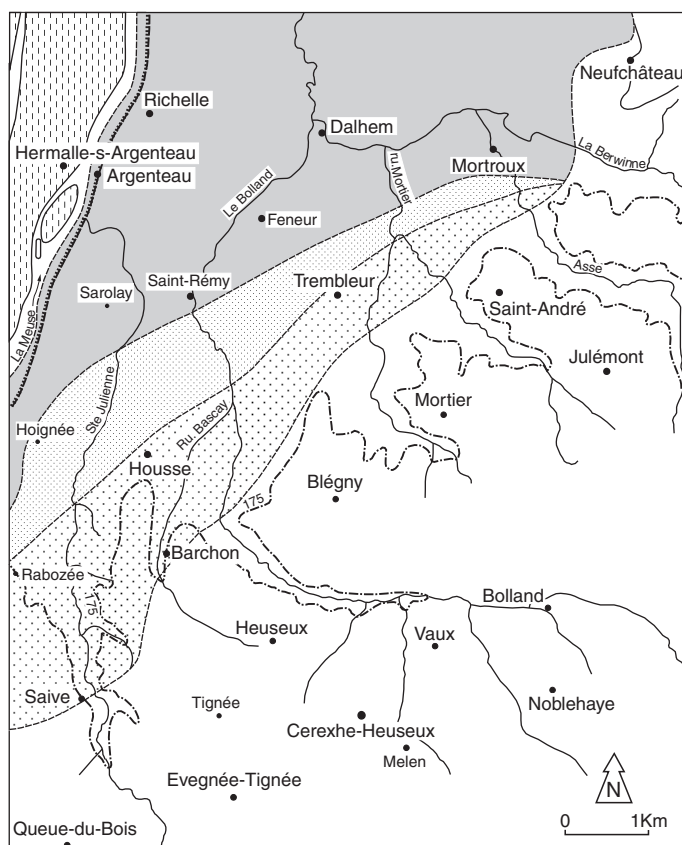 Neufchâteau
Richelle
Dalhem
La Berwinne
Hermalle-s-Argenteau
Argenteau
ru.Mortier
Mortroux
Le Bolland
Feneur
Asse
Saint-Rémy
Trembleur
Sarolay
Saint-André
La Meuse
Julémont
Ste Julienne
Mortier
Ru. Bascay
Hoignée
Housse
Blégny
175
Barchon
Rabozée
175
Bolland
Heuseux
Vaux
Saive
Tignée
Noblehaye
Cerexhe-Heuseux
Melen
Evegnée-Tignée
N
Queue-du-Bois
0 1Km